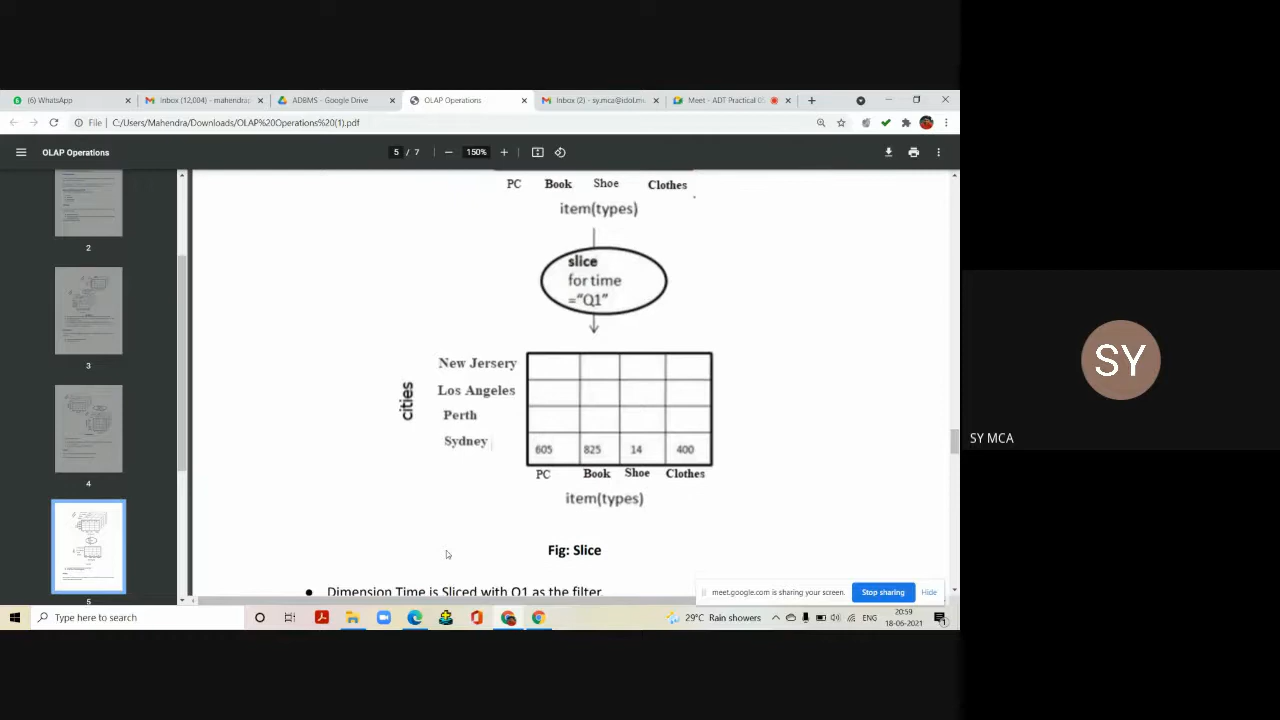 (6) WhatsApp
Inbox (12,004) - mahendra
ADBMS - Google Drive
OLAP Operations
Inbox (2) - sy.mca@idol.m
Meet - ADT Practical 05
File | C:/Users/Mahendra/Downloads/OLAP%20Operations%20(1).pdf
OLAP Operations
5 / 7
150%
PC Book Shoe Clothes
item(types)
slice
for time
="Q1"
New Jersery
Los Angeles
Perth
Sydney
cities
605 825 14 400
PC Book Shoe Clothes
item(types)
Fig: Slice
• Dimension Time is Sliced with Q1 as the filter.
2
3
4
5
meet.google.com is sharing your screen.
Stop sharing
Hide
Type here to search
29°C Rain showers
ENG
20:59
18-06-2021
SY
SY MCA